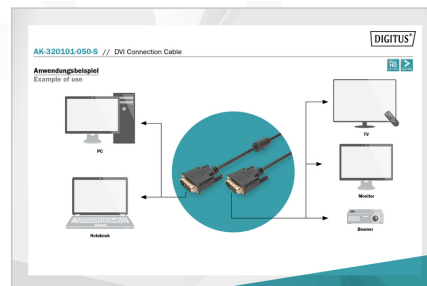 DIGITUS®
AK-320101-050-S // DVI Connection Cable
Anwendungsbeispiel
Example of use
PC
TV
Monitor
Notebook
Beamer